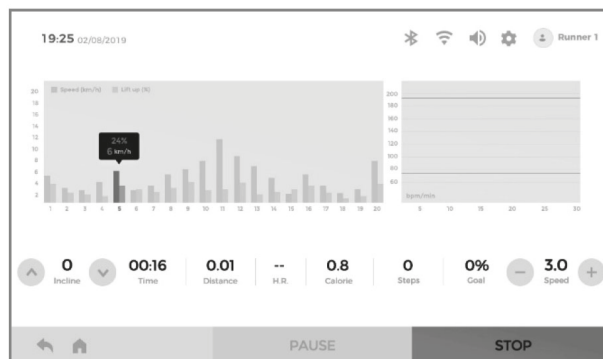 19:25 02/08/2019
Runner 1
Speed (km/h) Lift up (%)
20
18
16
14
12
10
8
6
4
2
24%
6 km/h
1 2 3 4 5 6 7 8 9 10 11 12 13 14 15 16 17 18 19 20
200
180
160
140
120
100
80
60
bpm/min
5 10 15 20 25 30
0 00:16 0.01 -- 0.8 0 0% 3.0
Incline Time Distance H.R. Calorie Steps Goal Speed
PAUSE STOP